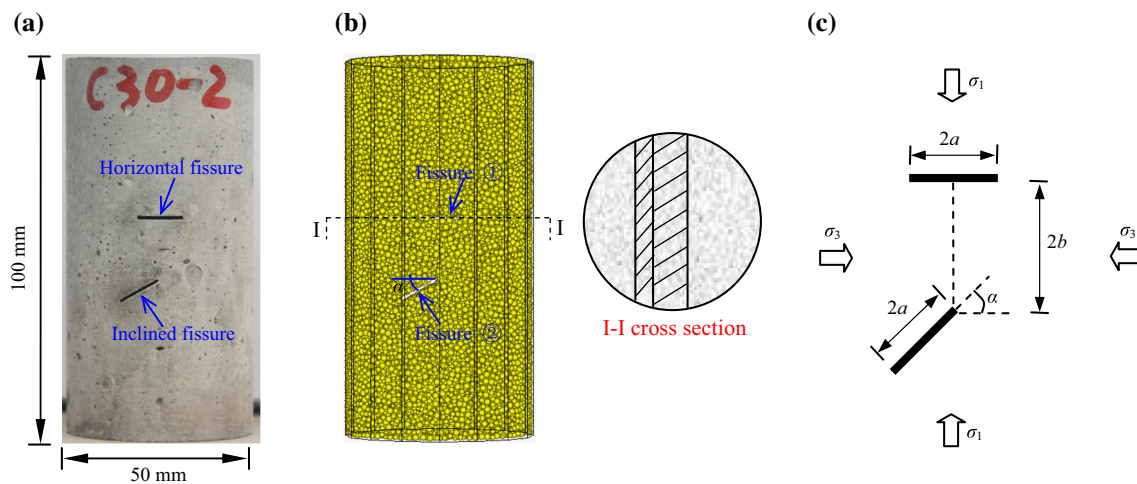 (a)
(b)
(c)
C30-2
Horizontal fissure
Inclined fissure
100 mm
50 mm
Fissure ①
I
I
α
Fissure ②
I-I cross section
σ1
2a
σ3
2b
σ3
2a
α
σ1